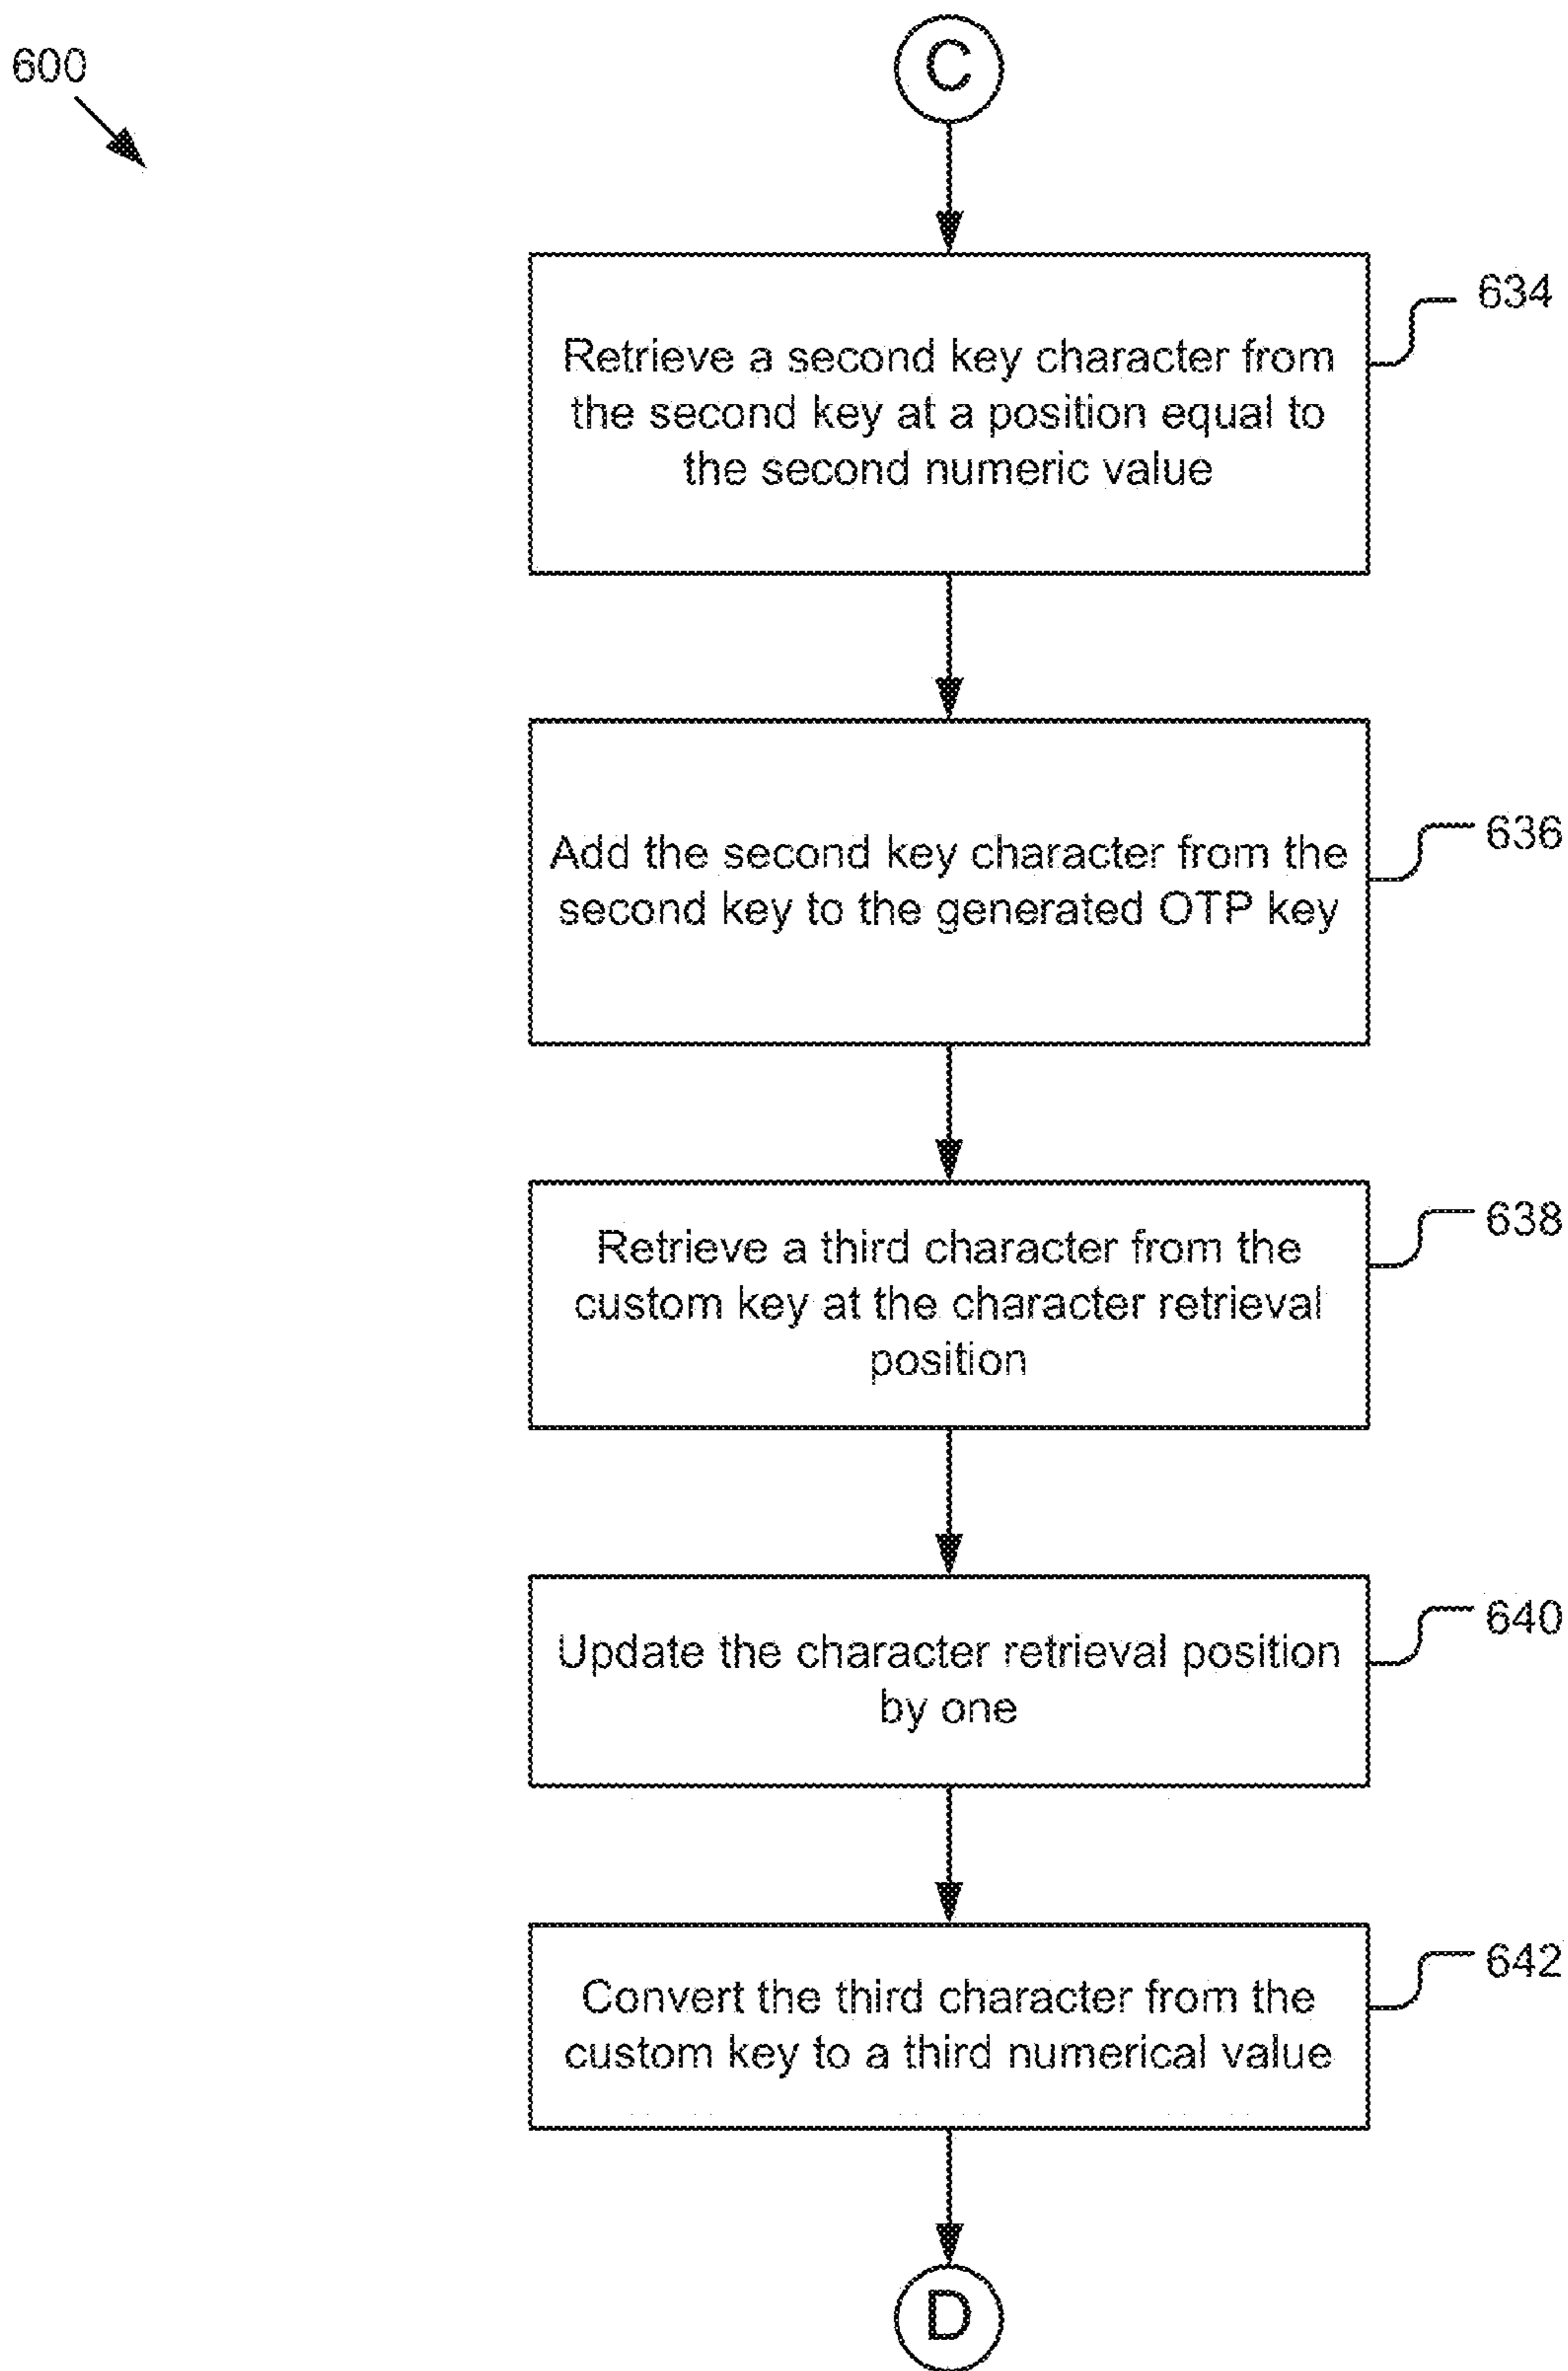 600
C
634
Retrieve a second key character from
the second key at a position equal to
the second numeric value
636
Add the second key character from the
second key to the generated OTP key
638
Retrieve a third character from the
custom key at the character retrieval
position
640
Update the character retrieval position
by one
642
Convert the third character from the
custom key to a third numerical value
D